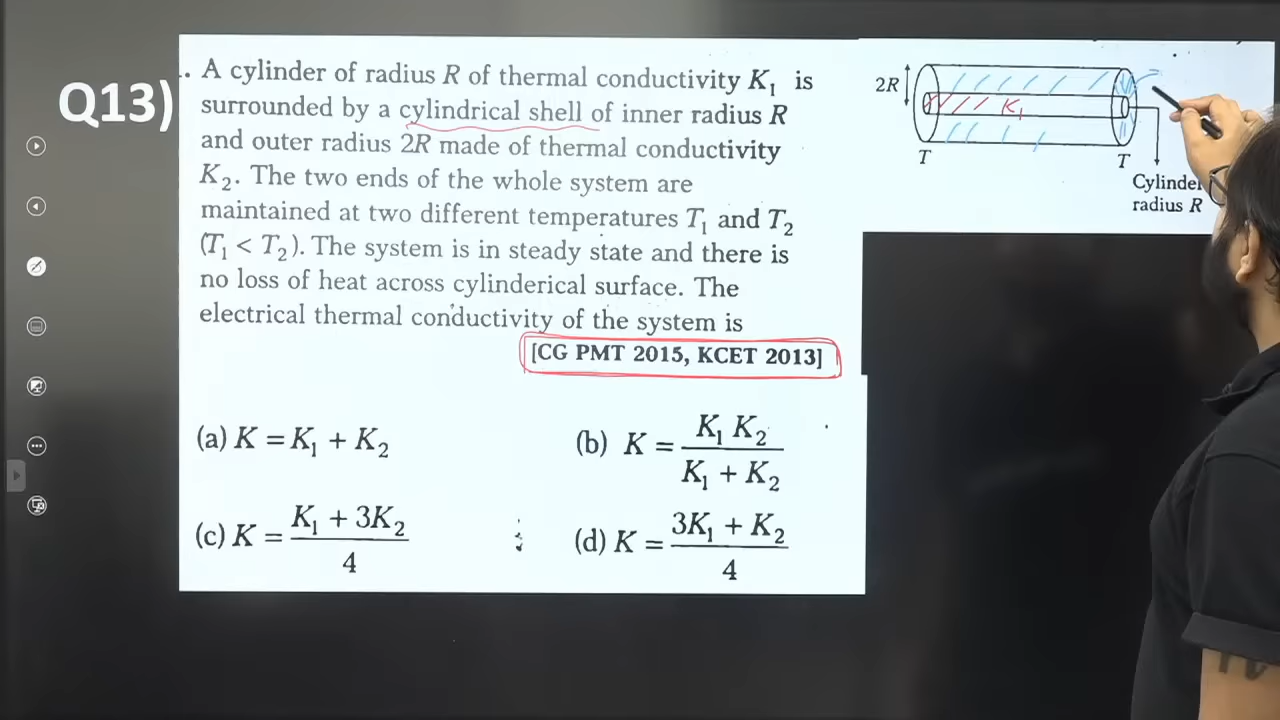 Q13)
. A cylinder of radius R of thermal conductivity K₁ is
surrounded by a cylindrical shell of inner radius R
and outer radius 2R made of thermal conductivity
K₂. The two ends of the whole system are
maintained at two different temperatures T₁ and T₂
(T₁ < T₂). The system is in steady state and there is
no loss of heat across cylinderical surface. The
electrical thermal conductivity of the system is
[CG PMT 2015, KCET 2013]
(a) K = K₁ + K₂
(b) K = K₁ K₂ / K₁ + K₂
(c) K = K₁ + 3K₂ / 4
(d) K = 3K₁ + K₂ / 4
2R
K₁
T
T
Cylinder
radius R